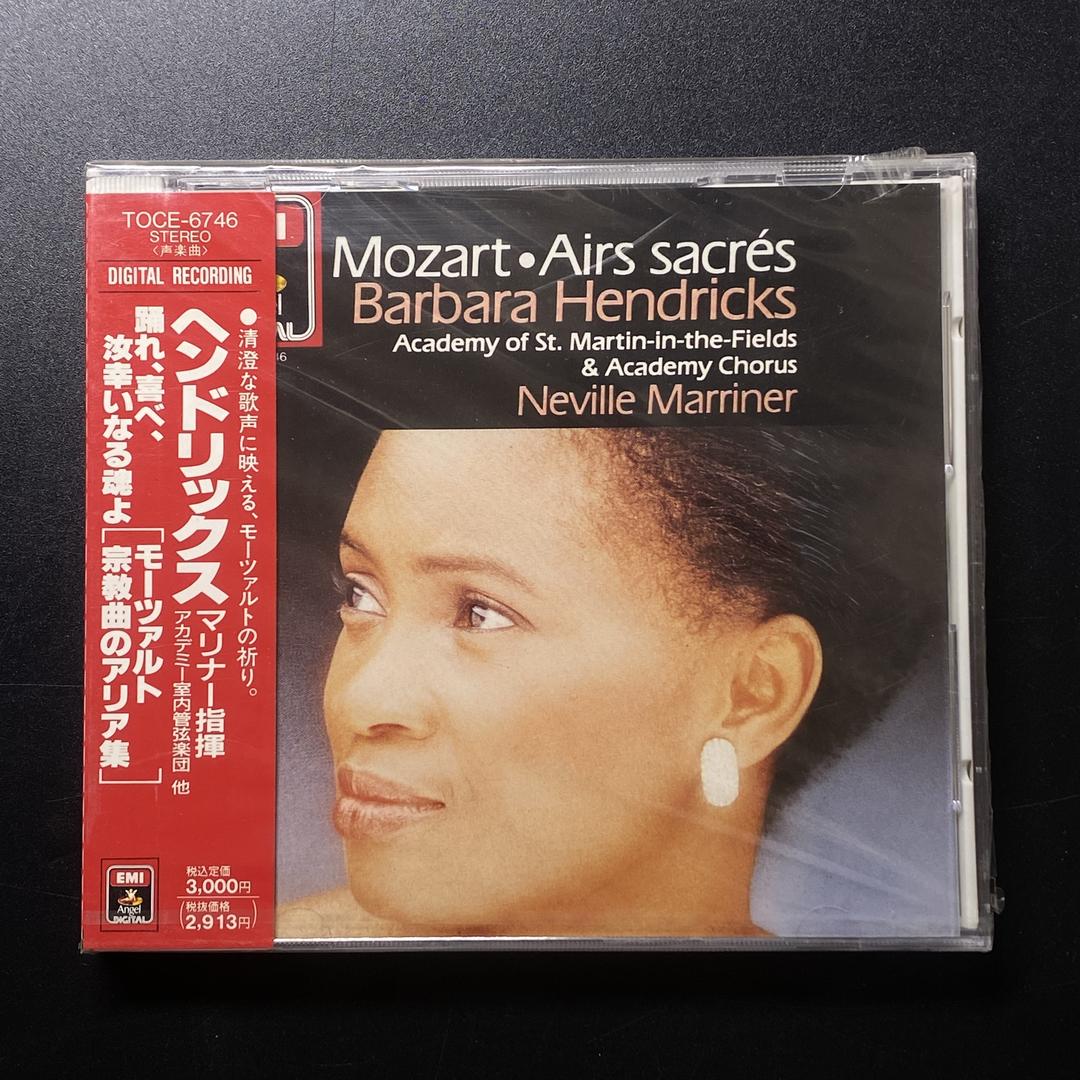 TOCE-6746
STEREO
〈声楽曲〉
DIGITAL RECORDING
●清澄な歌声に映える、モーツァルトの祈り。
ヘンドリックス
マリナー指揮
アカデミー室内管弦楽団 他
踊れ、喜べ、
汝幸いなる魂よ
[モーツァルト
宗教曲のアリア集]
EMI
Angel
DIGITAL
税込定価
3,000円
(税抜価格
2,913円)
Mozart•Airs sacrés
Barbara Hendricks
Academy of St. Martin-in-the-Fields
& Academy Chorus
Neville Marriner